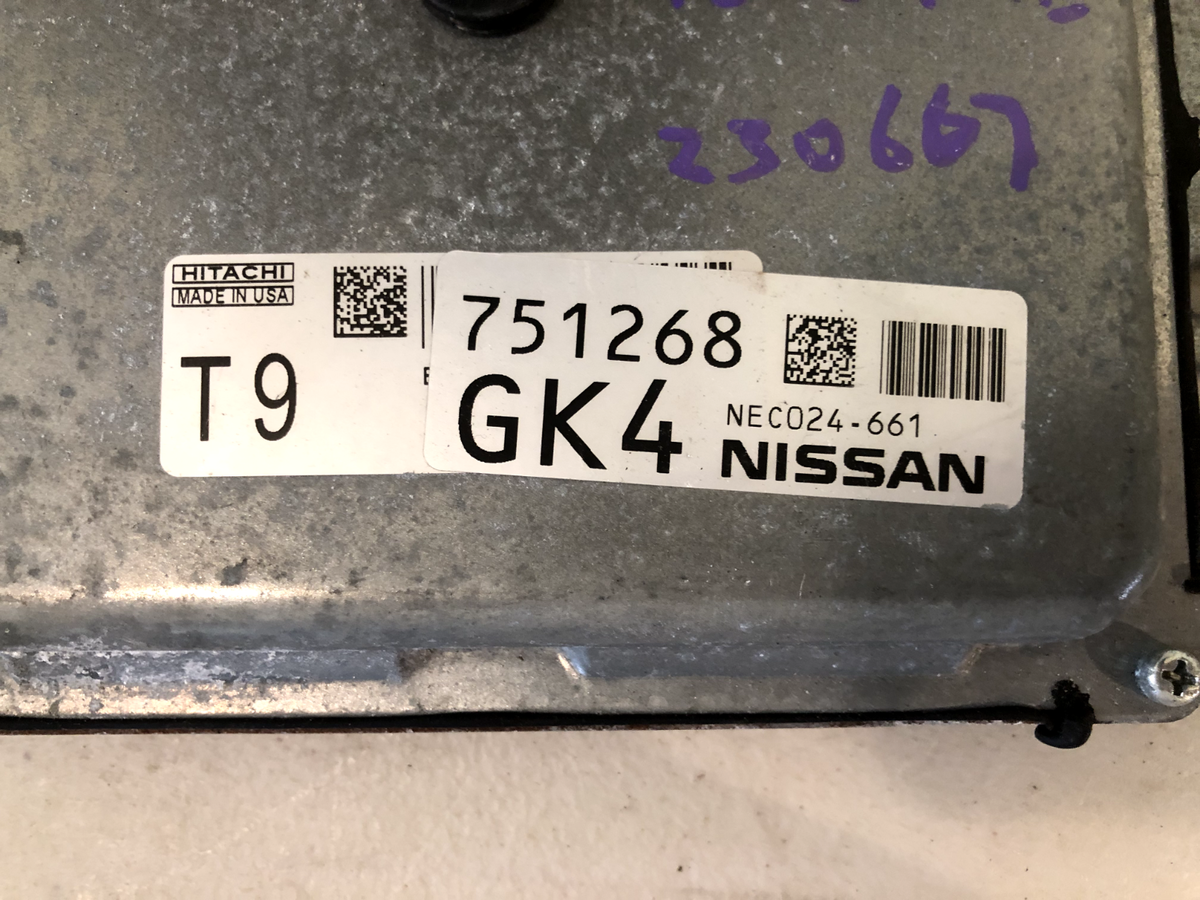 230667
HITACHI
MADE IN USA
T9
751268
GK4
NEC024-661
NISSAN